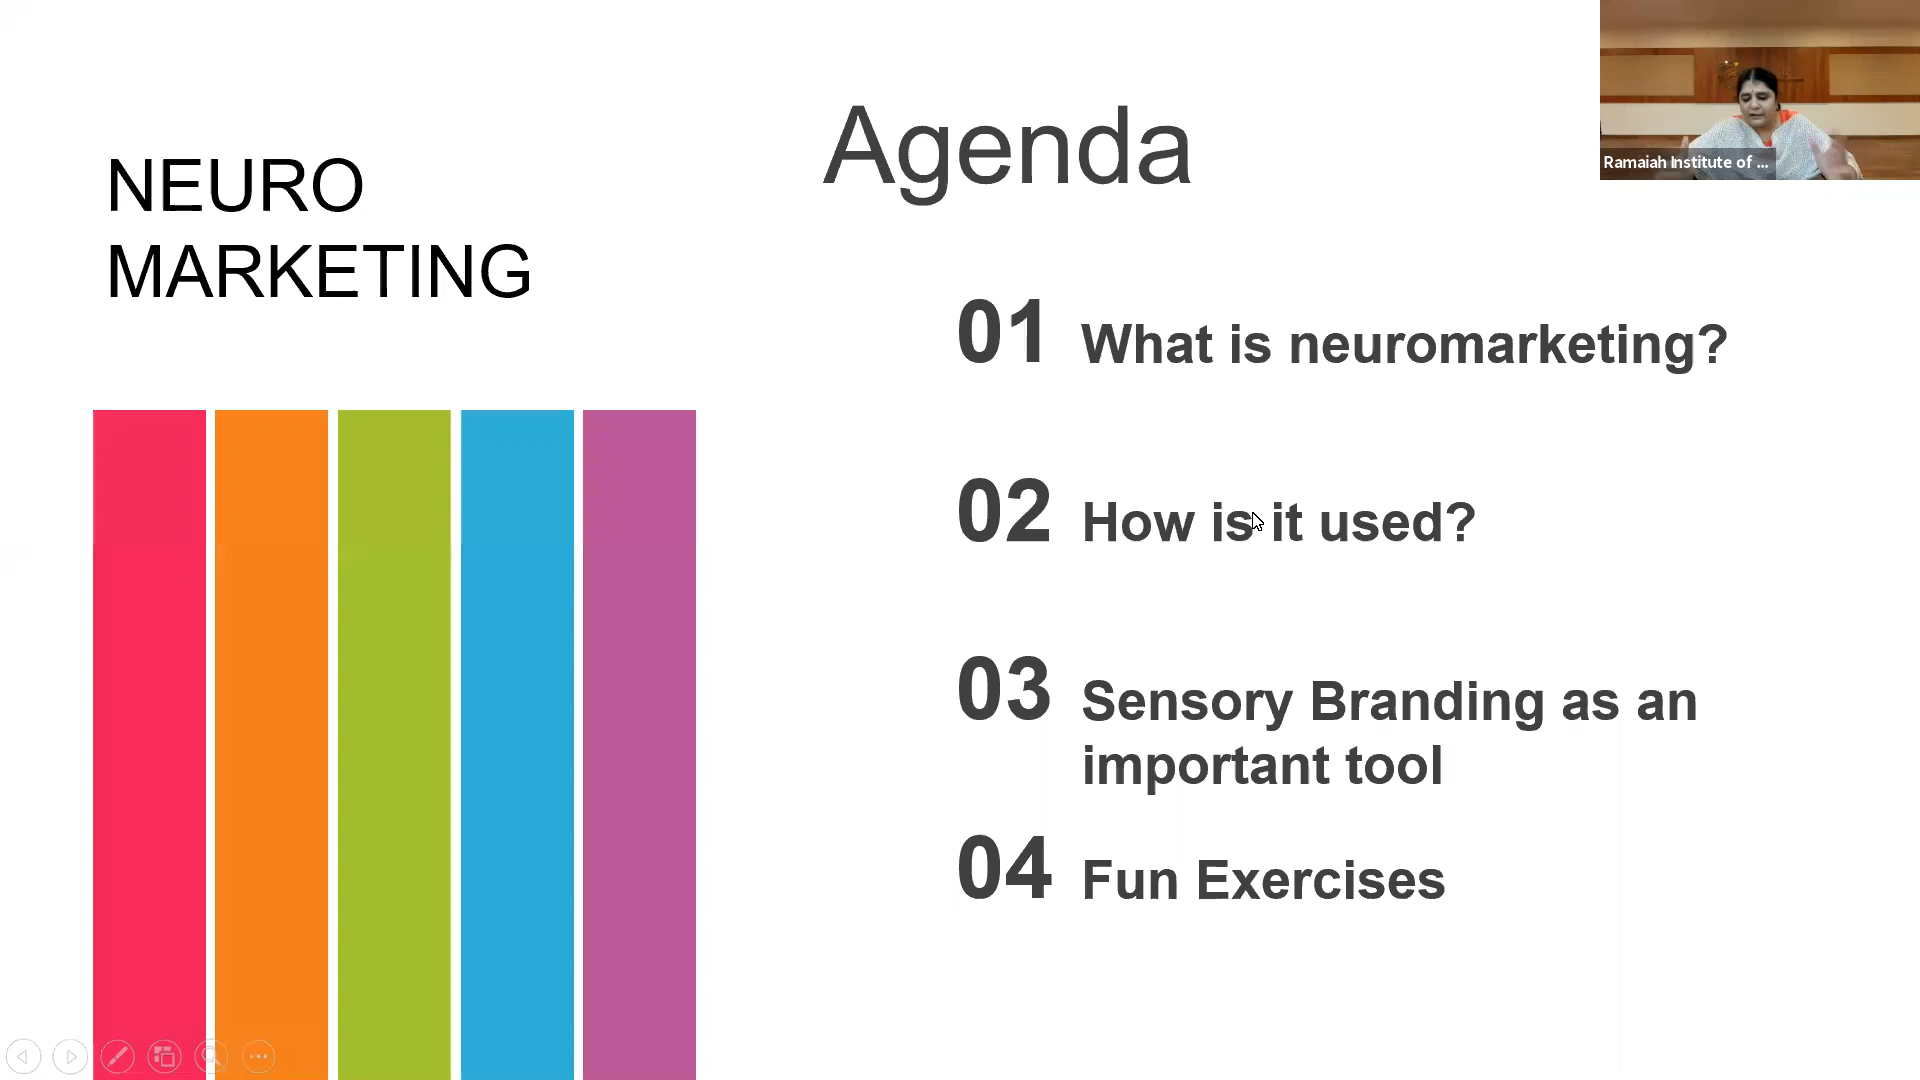 NEURO
MARKETING
Agenda
01 What is neuromarketing?
02 How is it used?
03 Sensory Branding as an
important tool
04 Fun Exercises
Ramaiah Institute of ...